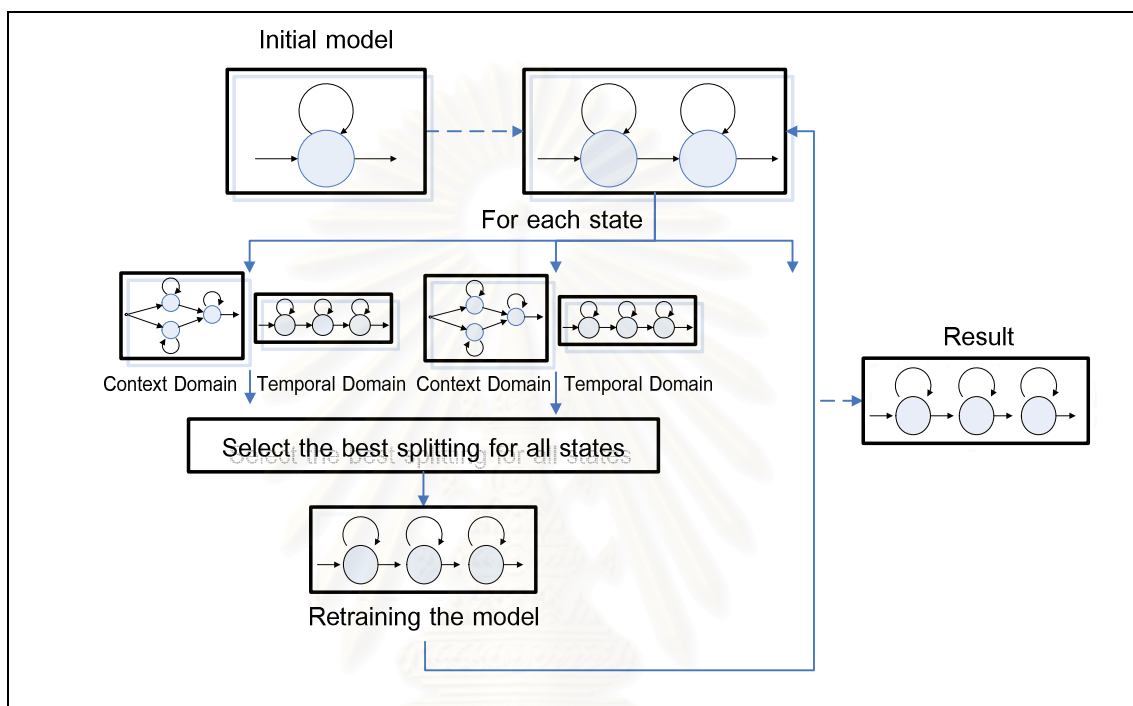 Initial model
For each state
Context Domain
Temporal Domain
Context Domain
Temporal Domain
Result
Select the best splitting for all states
Retraining the model